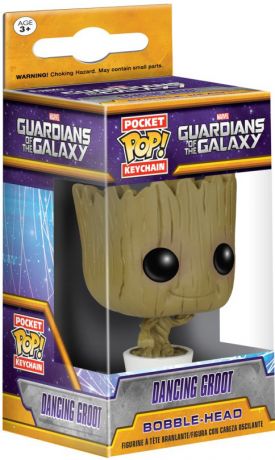 AGE
3+
WARNING! Choking Hazard. May contain small parts.
MARVEL
GUARDIANS
OF THE GALAXY
POCKET
POP!
KEYCHAIN
MARVEL
GUARDIANS
OF THE GALAXY
POCKET
POP!
KEYCHAIN
DANCING GROOT
DANCING GROOT
BOBBLE-HEAD
FIGURINE À TÊTE BRANLANTE/FIGURA CON CABEZA OSCILANTE